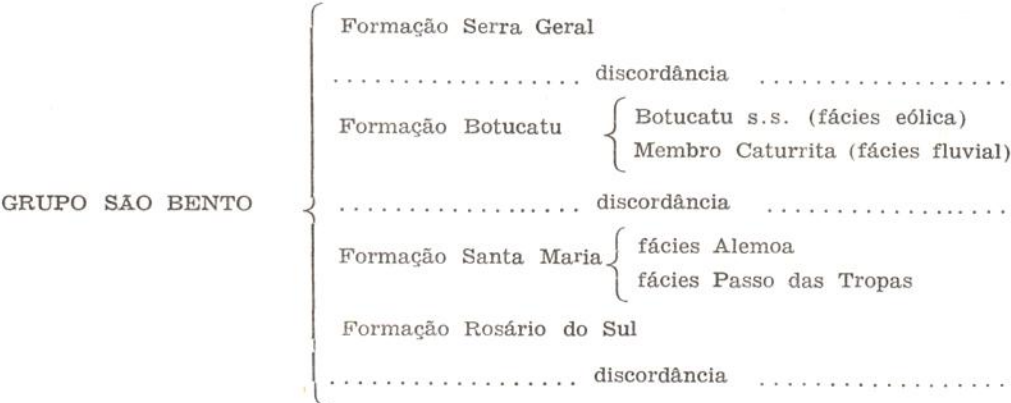 Formação Serra Geral
................... discordância ...................
Formação Botucatu
Botucatu s.s. (fácies eólica)
Membro Caturrita (fácies fluvial)
GRUPO SÃO BENTO
.................. discordância ..................
Formação Santa Maria
fácies Alemoa
fácies Passo das Tropas
Formação Rosário do Sul
................... discordância ..................